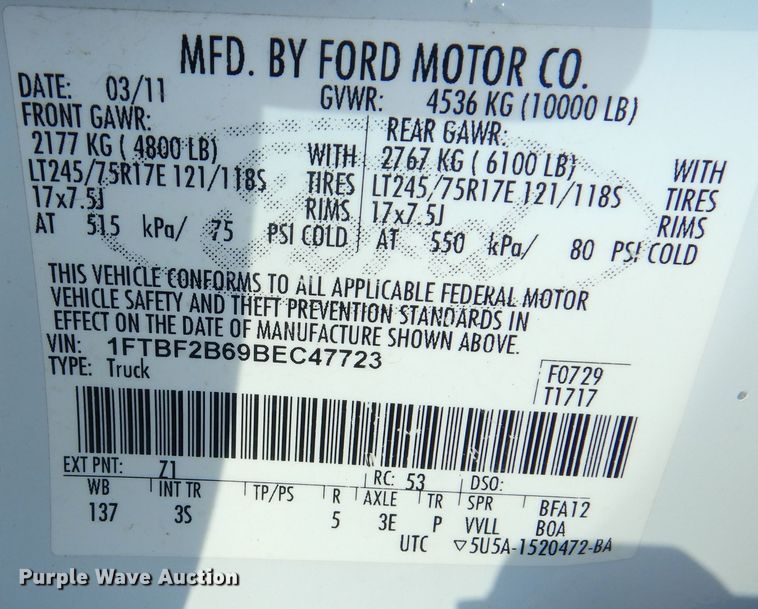 MFD. BY FORD MOTOR CO.
DATE: 03/11 GVWR: 4536 KG (10000 LB)
FRONT GAWR: REAR GAWR:
2177 KG ( 4800 LB) WITH 2767 KG ( 6100 LB) WITH
LT245/75R17E 121/118S TIRES LT245/75R17E 121/118S TIRES
17x7.5J RIMS 17x7.5J RIMS
AT 515 kPa/ 75 PSI COLD AT 550 kPa/ 80 PSI COLD
THIS VEHICLE CONFORMS TO ALL APPLICABLE FEDERAL MOTOR
VEHICLE SAFETY AND THEFT PREVENTION STANDARDS IN
EFFECT ON THE DATE OF MANUFACTURE SHOWN ABOVE.
VIN: 1FTBF2B69BEC47723
TYPE: Truck F0729
T1717
EXT PNT: Z1 RC: 53 DSO:
WB INT TR TP/PS R AXLE TR SPR BFA12
137 3S 5 3E P VVLL BOA
UTC ▽5U5A-1520472-BA
Purple Wave Auction